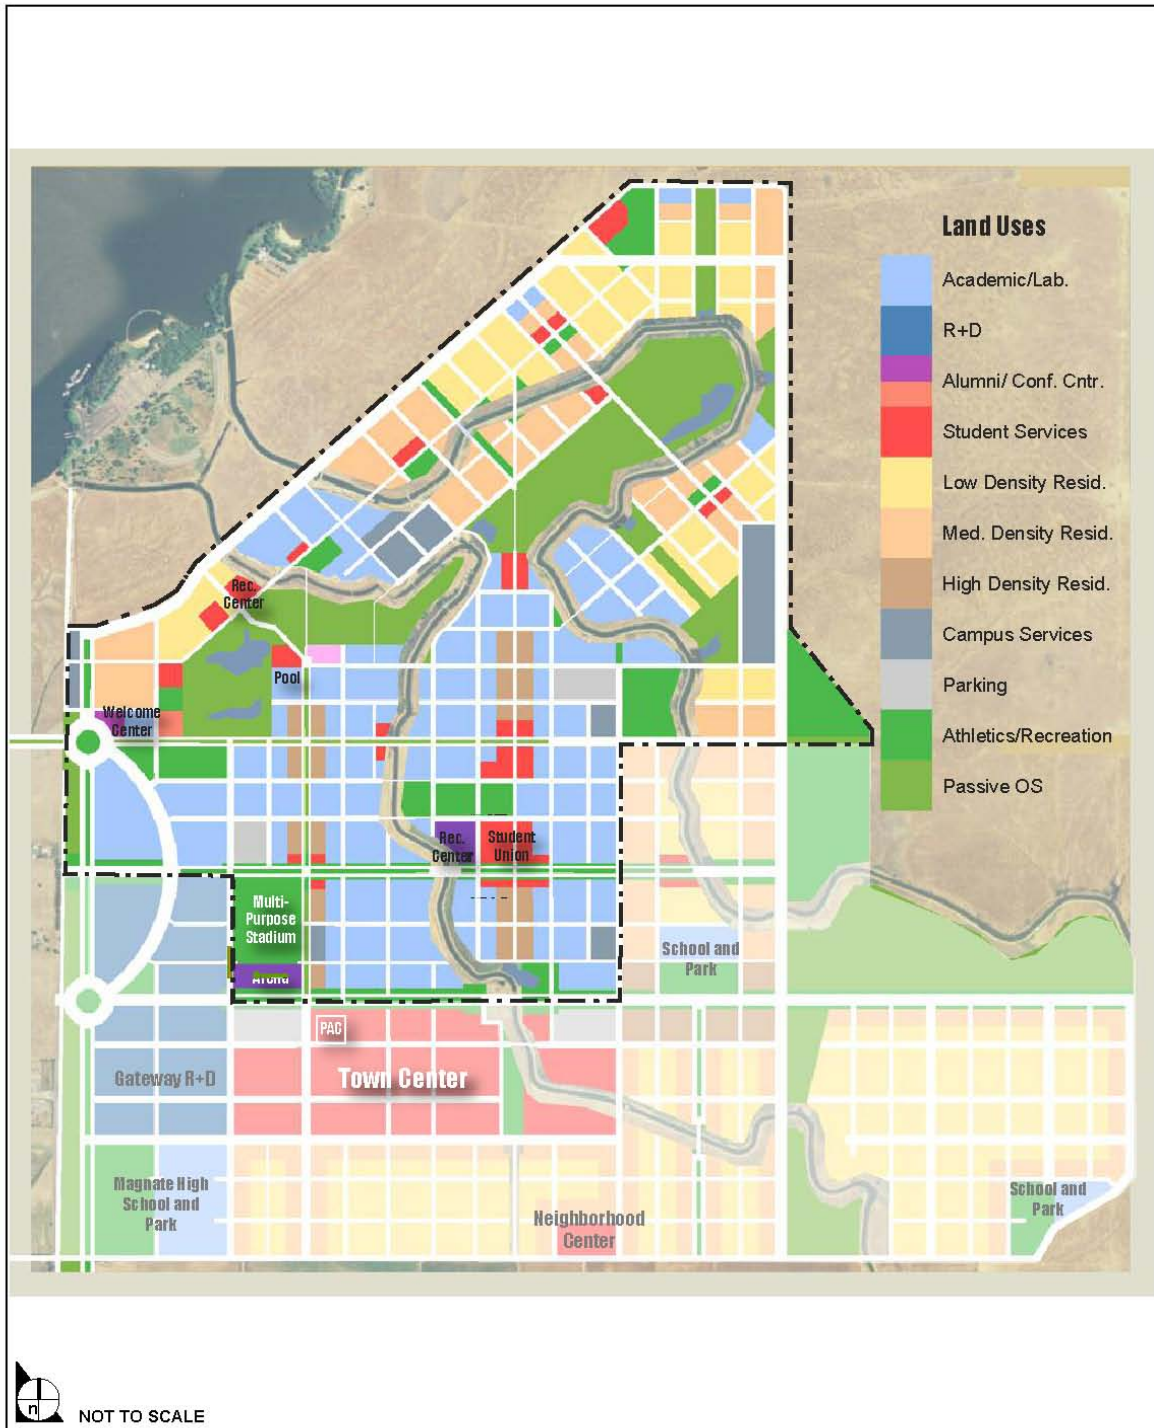 Land Uses
Academic/Lab.
R+D
Alumni/ Conf. Cntr.
Student Services
Low Density Resid.
Med. Density Resid.
High Density Resid.
Campus Services
Parking
Athletics/Recreation
Passive OS
Rec.
Center
Pool
Welcome
Center
Rec.
Center
Student
Union
Multi-
Purpose
Stadium
Arena
School and
Park
PAC
Gateway R+D
Town Center
Magnate High
School and
Park
Neighborhood
Center
School and
Park
n
NOT TO SCALE